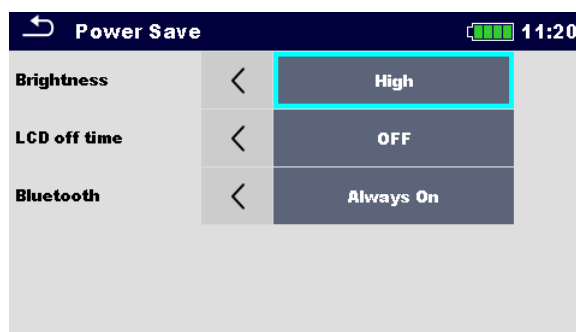 Power Save 11:20
Brightness High
LCD off time OFF
Bluetooth Always On